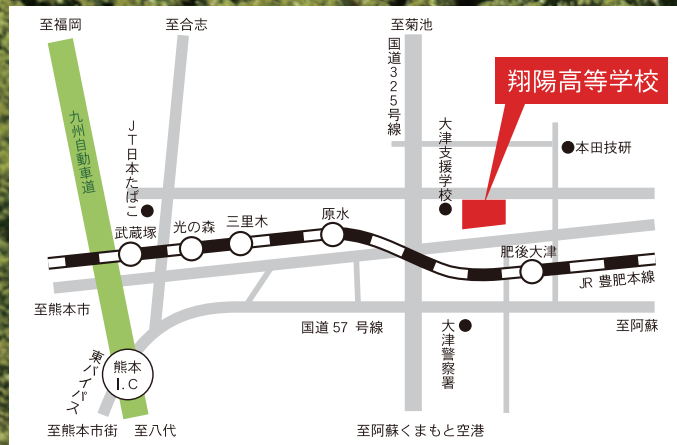 至福岡
至合志
至菊池
国道325号線
翔陽高等学校
九州自動車道
JT日本たばこ
大津支援学校
本田技研
武蔵塚
光の森
三里木
原水
肥後大津
JR 豊肥本線
至熊本市
国道57 号線
大津警察署
至阿蘇
東バイパス
熊本
I.C
至熊本市街
至八代
至阿蘇くまもと空港